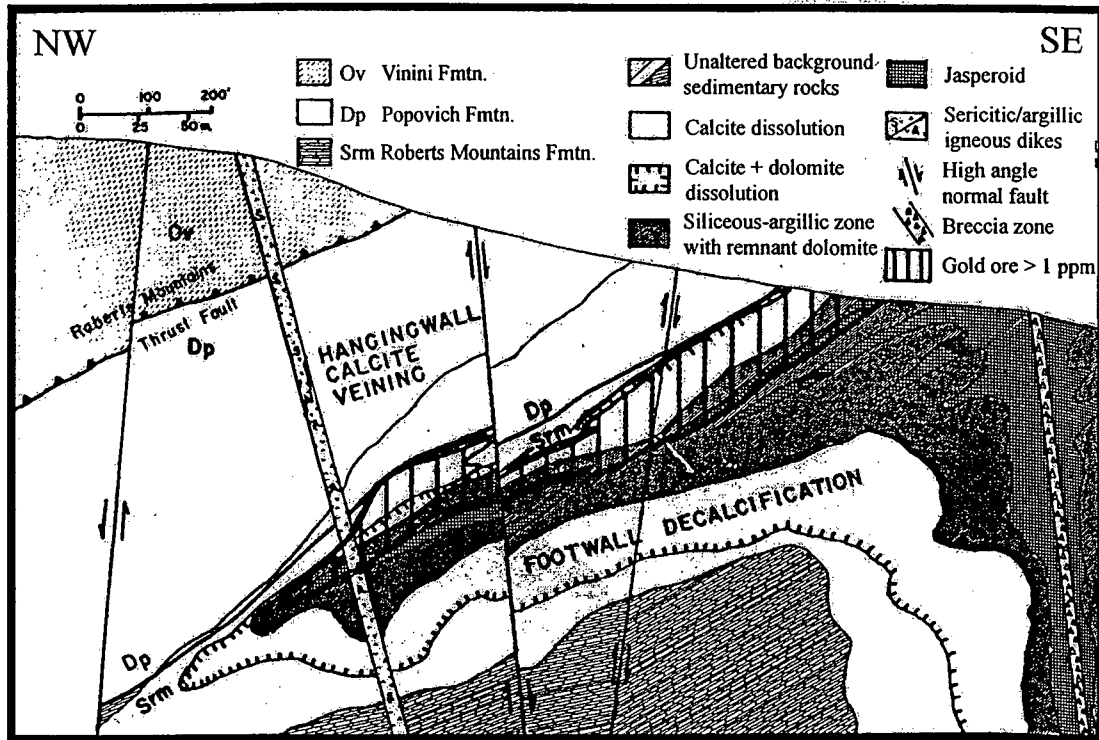 NW
SE
0 100 200'
0 25 50 m
Ov Vinini Fmtn.
Dp Popovich Fmtn.
Srm Roberts Mountains Fmtn.
Unaltered background sedimentary rocks
Calcite dissolution
Calcite + dolomite
dissolution
Siliceous-argillic zone
with remnant dolomite
Jasperoid
Sericitic/argillic
igneous dikes
High angle
normal fault
Breccia zone
Gold ore > 1 ppm
Ov
Roberts Mountains
Thrust Fault
Dp
HANGINGWALL
CALCITE
VEINING
Dp
Srm
FOOTWALL DECALCIFICATION
Dp
Srm